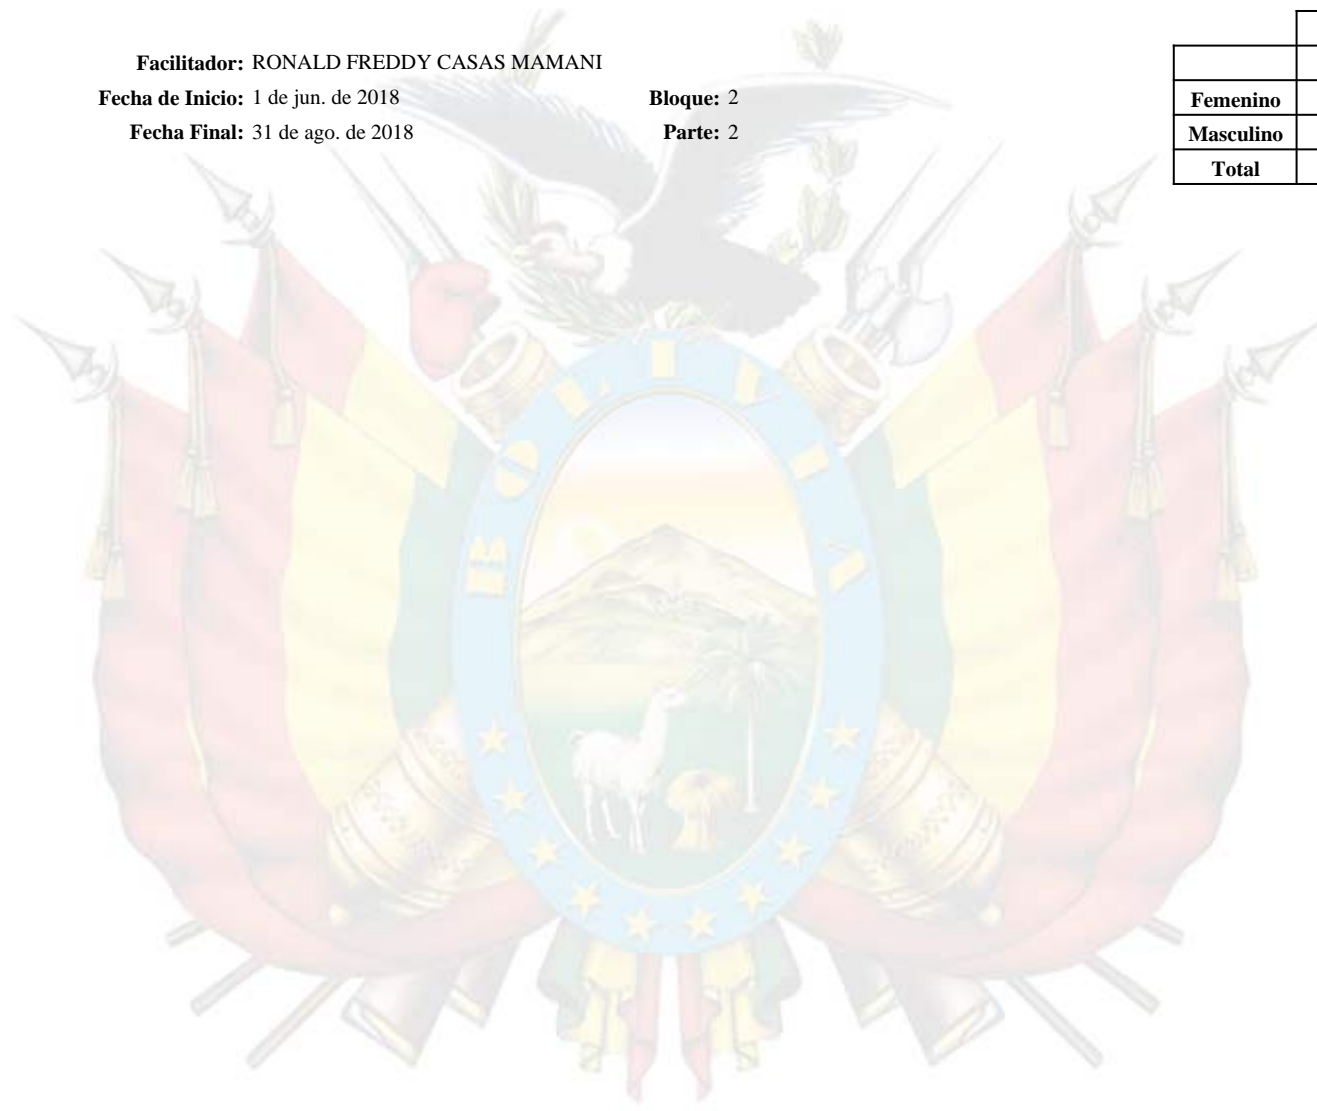 Facilitador: RONALD FREDDY CASAS MAMANI
Fecha de Inicio: 1 de jun. de 2018 Bloque: 2
Fecha Final: 31 de ago. de 2018 Parte: 2
Femenino
Masculino
Total
BOLIVIA